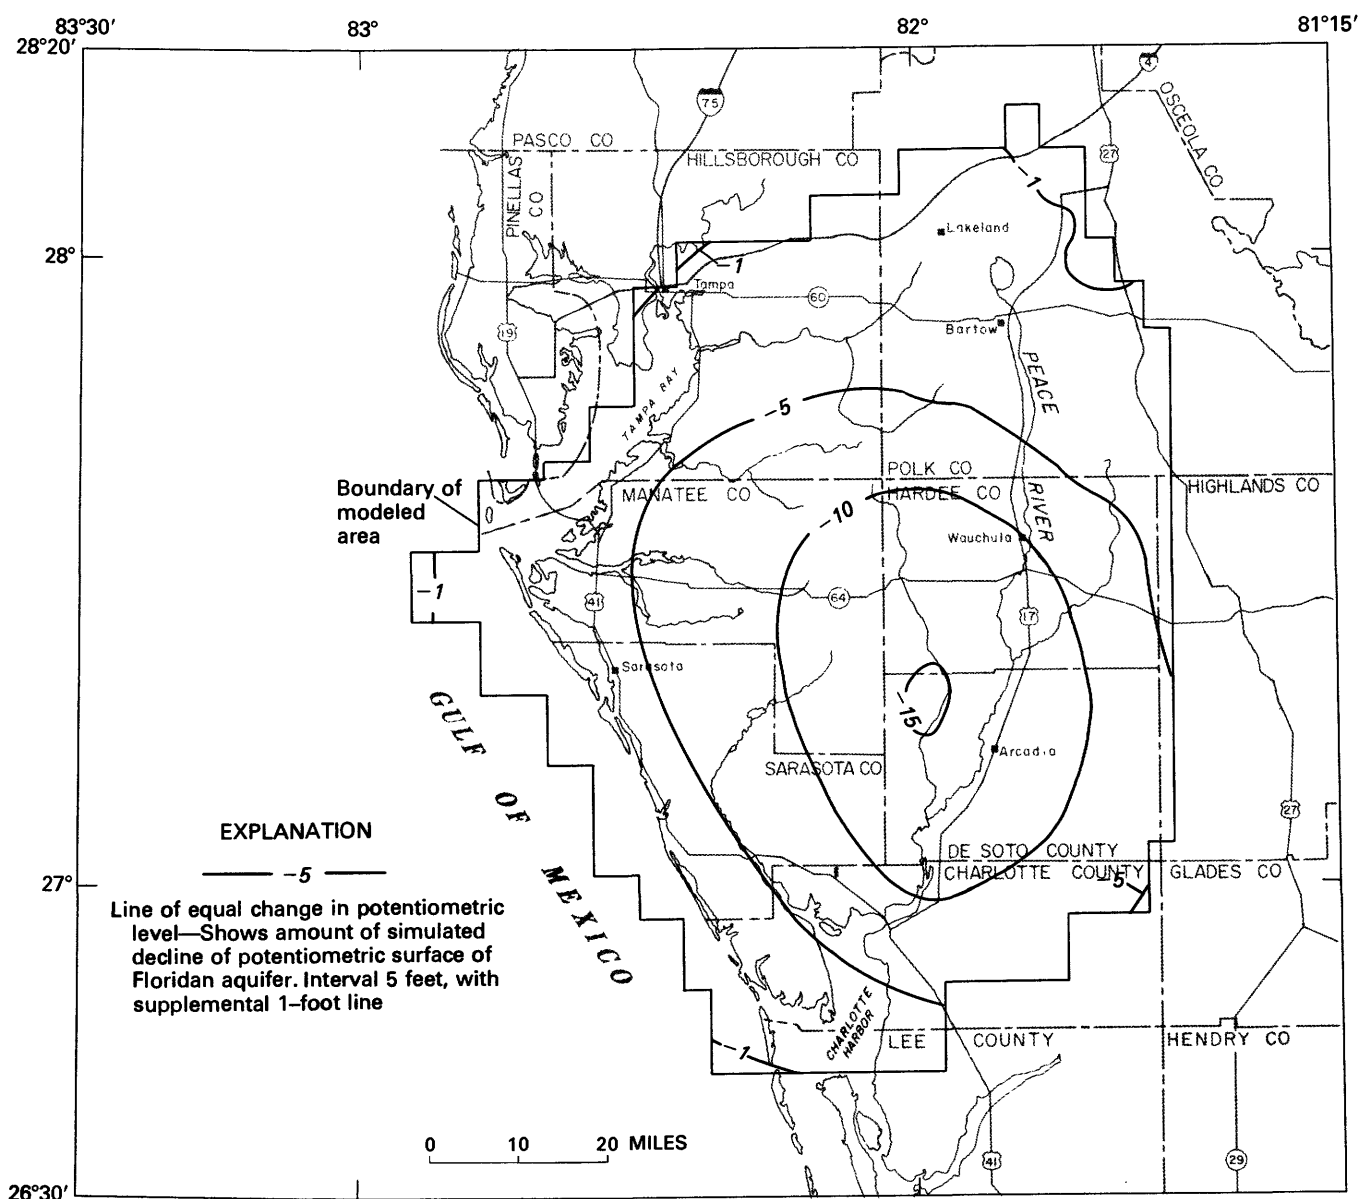 83°30′
83°
82°
81°15′
28°20′
75
4
OSCEOLA CO
PASCO CO
HILLSBOROUGH CO
27
PINELLAS
CO
-1
Lakeland
28°
-1
Tampa
60
19
Bartow
PEACE
TAMPA BAY
-5
POLK CO
HARDEE CO
HIGHLANDS CO
Boundary of
modeled
area
MANATEE CO
-10
RIVER
Wauchula
-1
41
64
17
Sarasota
-15
Arcadia
SARASOTA CO
GULF OF MEXICO
27
EXPLANATION
-5
DE SOTO COUNTY
CHARLOTTE COUNTY
-5
GLADES CO
27°
Line of equal change in potentiometric
level—Shows amount of simulated
decline of potentiometric surface of
Floridan aquifer. Interval 5 feet, with
supplemental 1–foot line
CHARLOTTE
HARBOR
-1
LEE COUNTY
HENDRY CO
0 10 20 MILES
41
29
26°30′